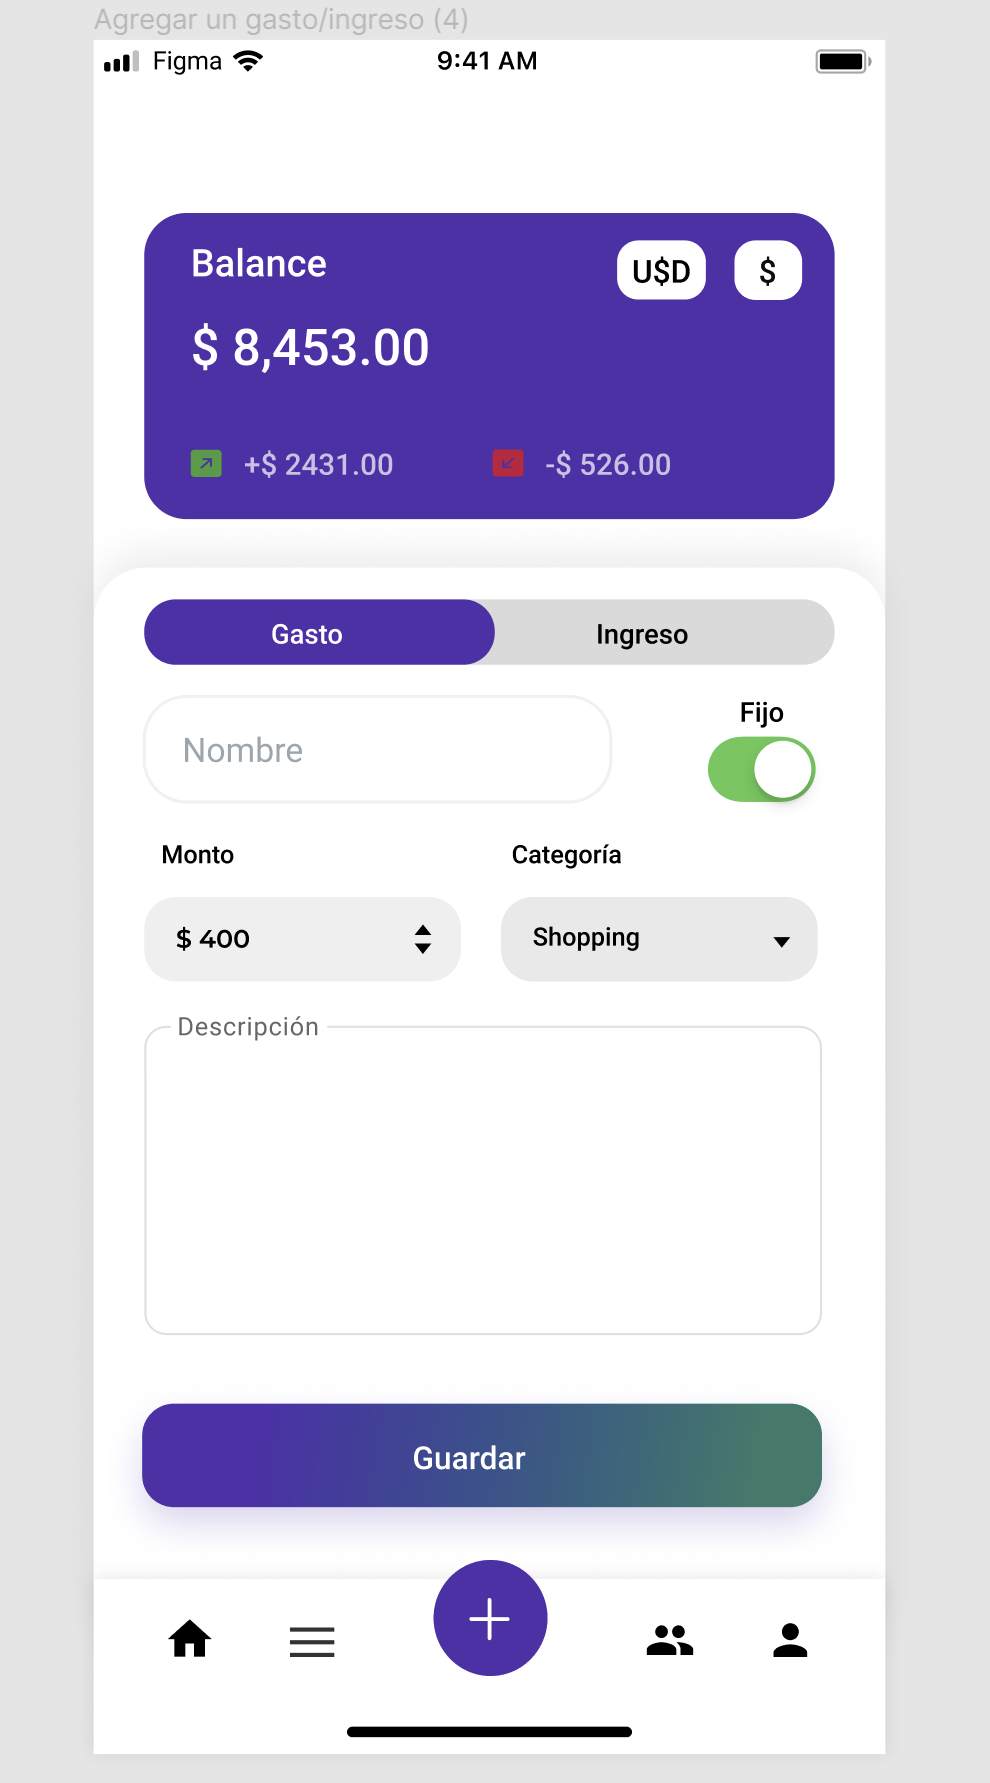 Agregar un gasto/ingreso (4)
Figma 9:41 AM
Balance U$D $
$ 8,453.00
+$ 2431.00 -$ 526.00
Gasto Ingreso
Fijo
Nombre
Monto Categoría
$ 400 Shopping
Descripción
Guardar